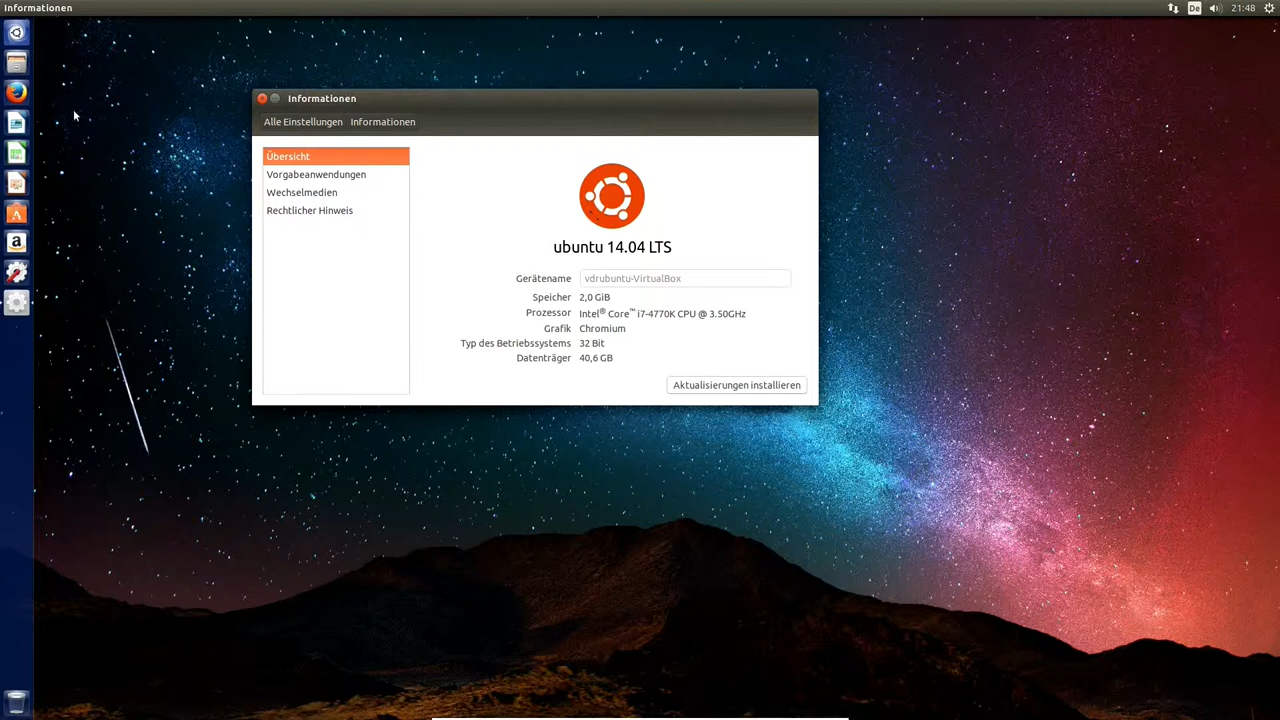 Informationen
De
21:48
Informationen
Alle Einstellungen Informationen
Übersicht
Vorgabeanwendungen
Wechselmedien
Rechtlicher Hinweis
ubuntu 14.04 LTS
Gerätename vdrubuntu-VirtualBox
Speicher 2,0 GiB
Prozessor Intel® Core™ i7-4770K CPU @ 3.50GHz
Grafik Chromium
Typ des Betriebssystems 32 Bit
Datenträger 40,6 GB
Aktualisierungen installieren